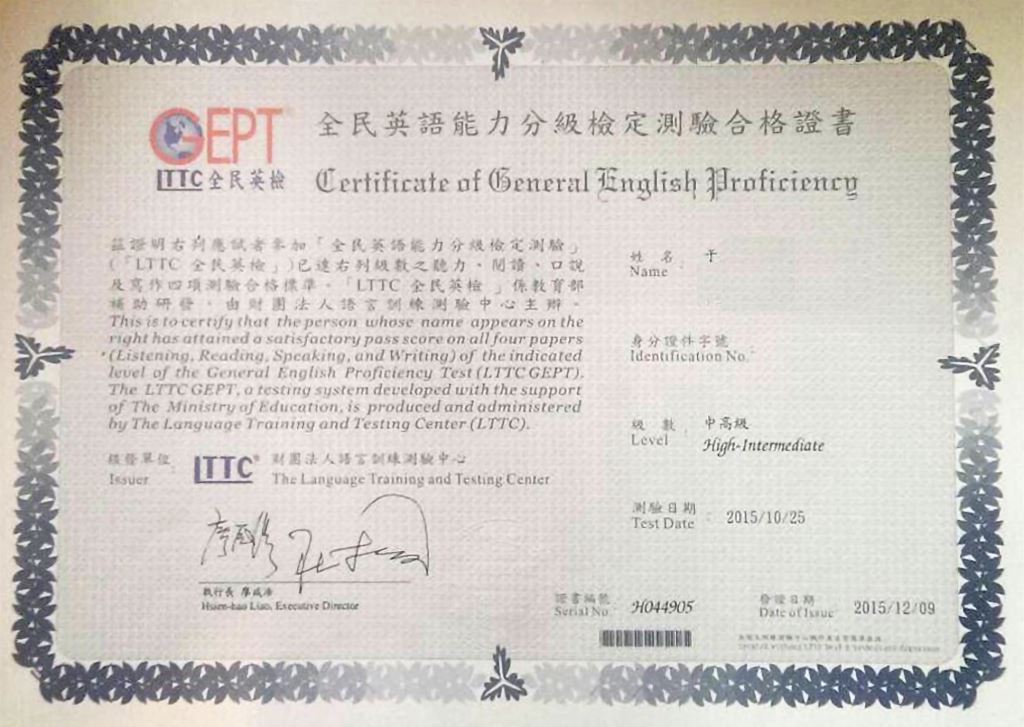 GEPT
LTTC 全民英檢
全民英語能力分級檢定測驗合格證書
Certificate of General English Proficiency
茲證明右列應試者參加「全民英語能力分級檢定測驗」
(「LTTC 全民英檢」)已達右列級數之聽力、閱讀、口說
及寫作四項測驗合格標準。「LTTC 全民英檢」係教育部
補助研發，由財團法人語言訓練測驗中心主辦。
This is to certify that the person whose name appears on the
right has attained a satisfactory pass score on all four papers
(Listening, Reading, Speaking, and Writing) of the indicated
level of the General English Proficiency Test (LTTC GEPT).
The LTTC GEPT, a testing system developed with the support
of The Ministry of Education, is produced and administered
by The Language Training and Testing Center (LTTC).
核發單位
Issuer :
LTTC® 財團法人語言訓練測驗中心
The Language Training and Testing Center
執行長 廖咸浩
Hsien-hao Liao, Executive Director
姓 名 : 于
Name
身分證件字號
Identification No. :
級 數 : 中高級
Level High-Intermediate
測驗日期 : 2015/10/25
Test Date
證書編號 : H044905
Serial No.
發證日期 : 2015/12/09
Date of Issue